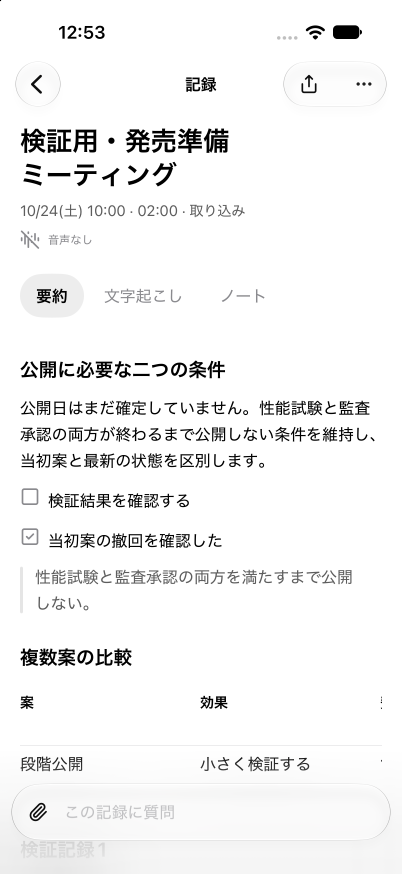 12:53
記録
検証用・発売準備
ミーティング
10/24(土) 10:00 · 02:00 · 取り込み
音声なし
要約 文字起こし ノート
公開に必要な二つの条件
公開日はまだ確定していません。性能試験と監査
承認の両方が終わるまで公開しない条件を維持し、
当初案と最新の状態を区別します。
検証結果を確認する
当初案の撤回を確認した
性能試験と監査承認の両方を満たすまで公開
しない。
複数案の比較
案 効果
段階公開 小さく検証する
この記録に質問
検証記録 1